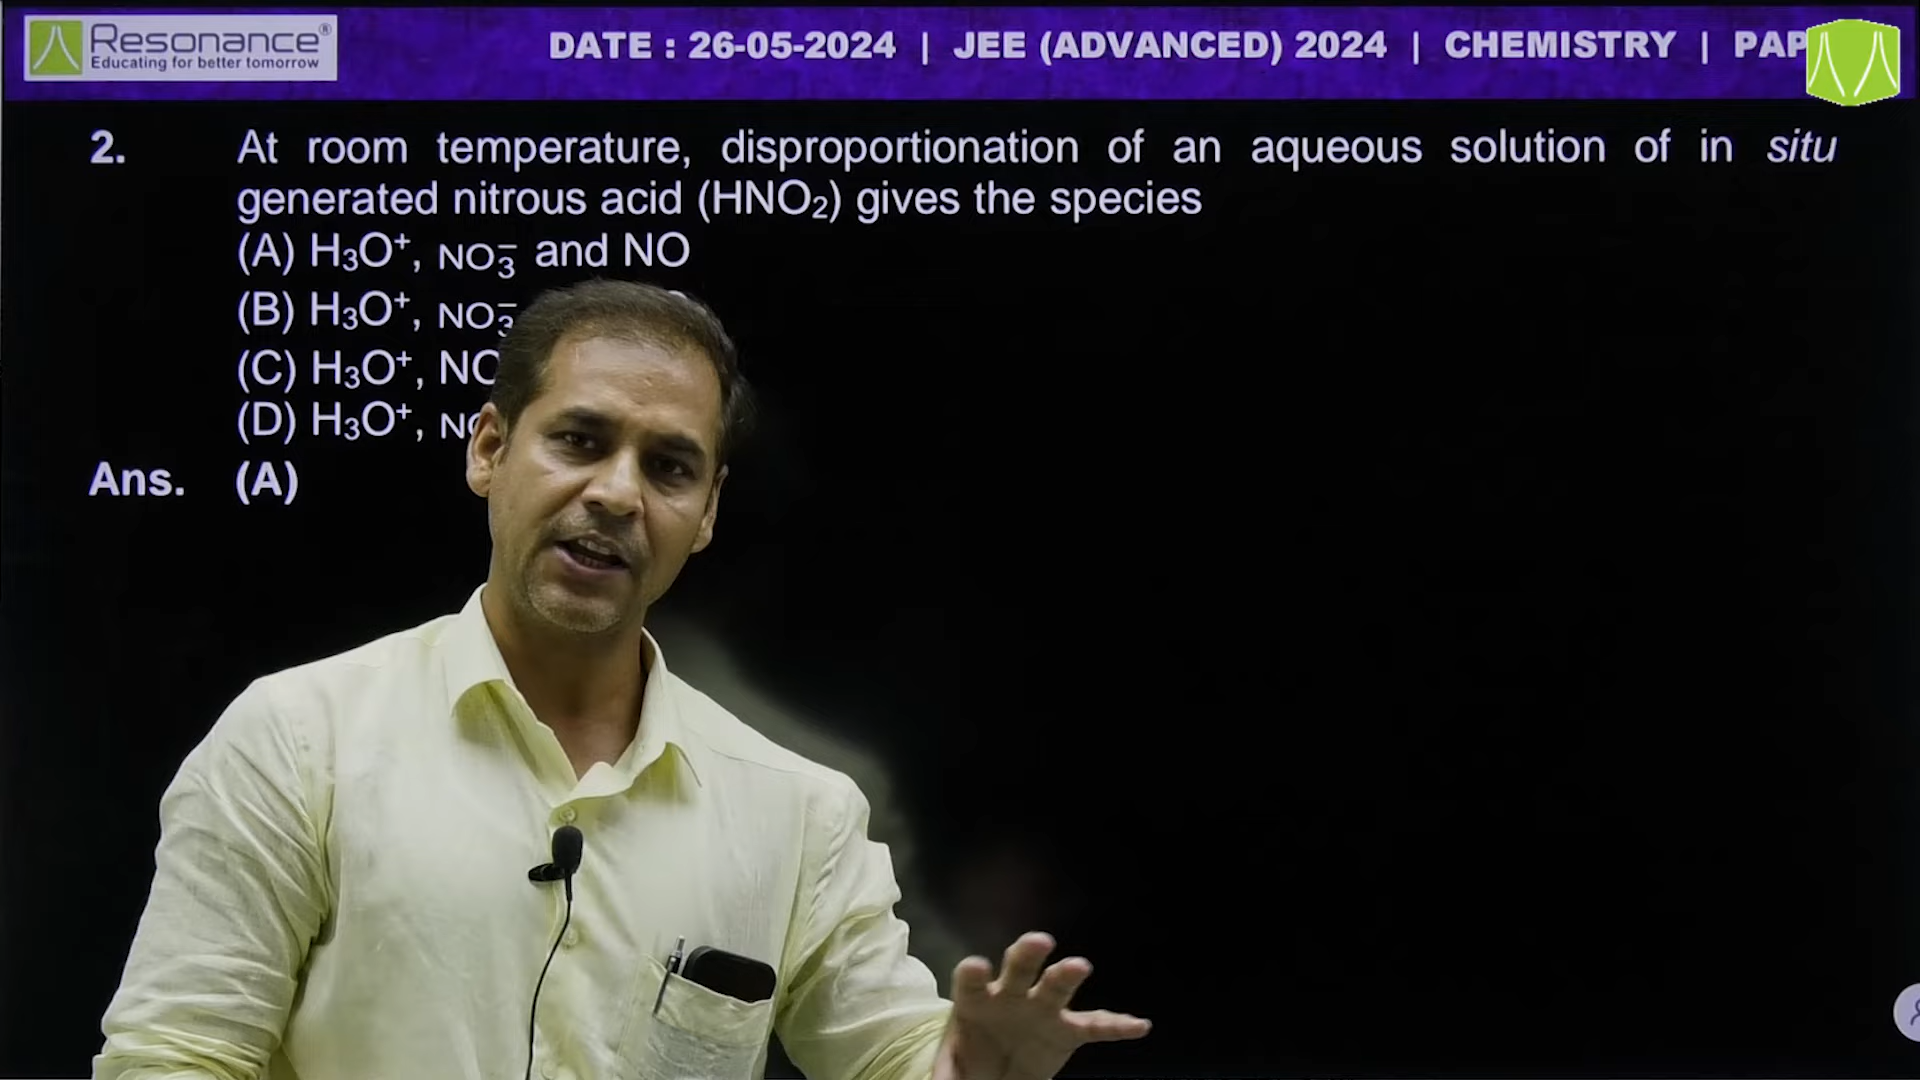 Resonance®
Educating for better tomorrow
DATE : 26-05-2024 | JEE (ADVANCED) 2024 | CHEMISTRY | PAP
2. At room temperature, disproportionation of an aqueous solution of in situ
generated nitrous acid (HNO₂) gives the species
(A) H₃O⁺, NO₃⁻ and NO
(B) H₃O⁺, NO₃⁻
(C) H₃O⁺,
(D) H₃O⁺,
Ans. (A)